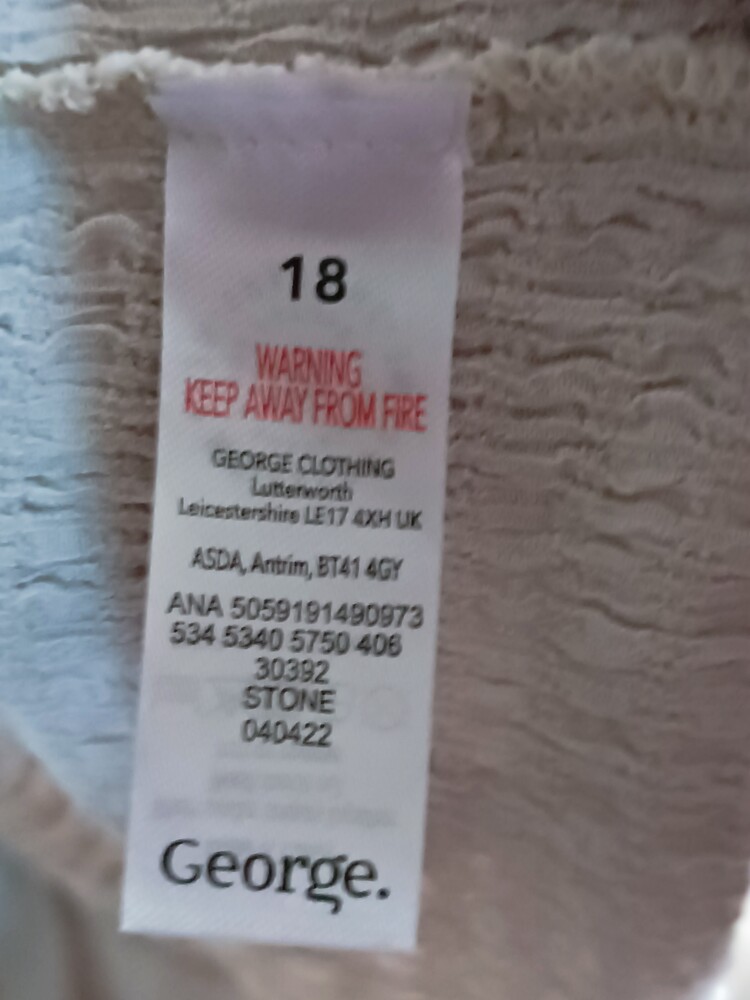 18
WARNING
KEEP AWAY FROM FIRE
GEORGE CLOTHING
Lutterworth
Leicestershire LE17 4XH UK
ASDA, Antrim, BT41 4GY
ANA 5059191490973
534 5340 5750 406
30392
STONE
040422
George.